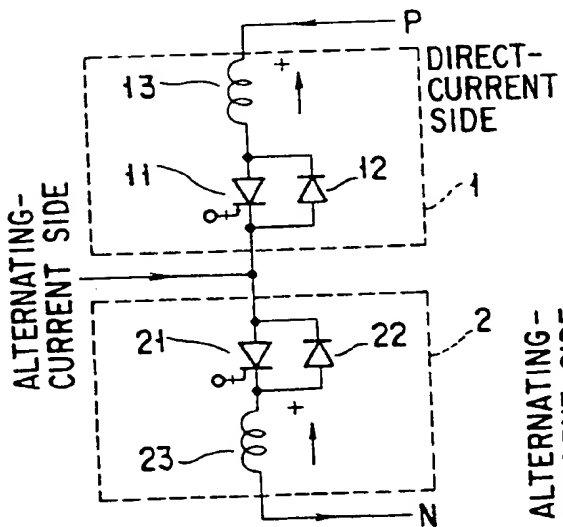 P
+
DIRECT-
CURRENT
SIDE
13
11
12
1
+
ALTERNATING-
CURRENT SIDE
21
22
2
+
+
23
N
ALTERNATING-